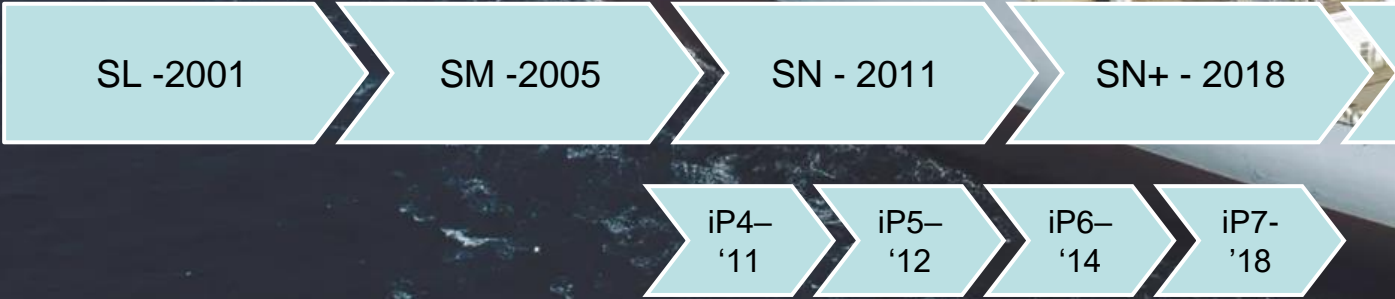 SL -2001
SM -2005
SN - 2011
SN+ - 2018
iP4–
‘11
iP5–
‘12
iP6–
‘14
iP7-
’18